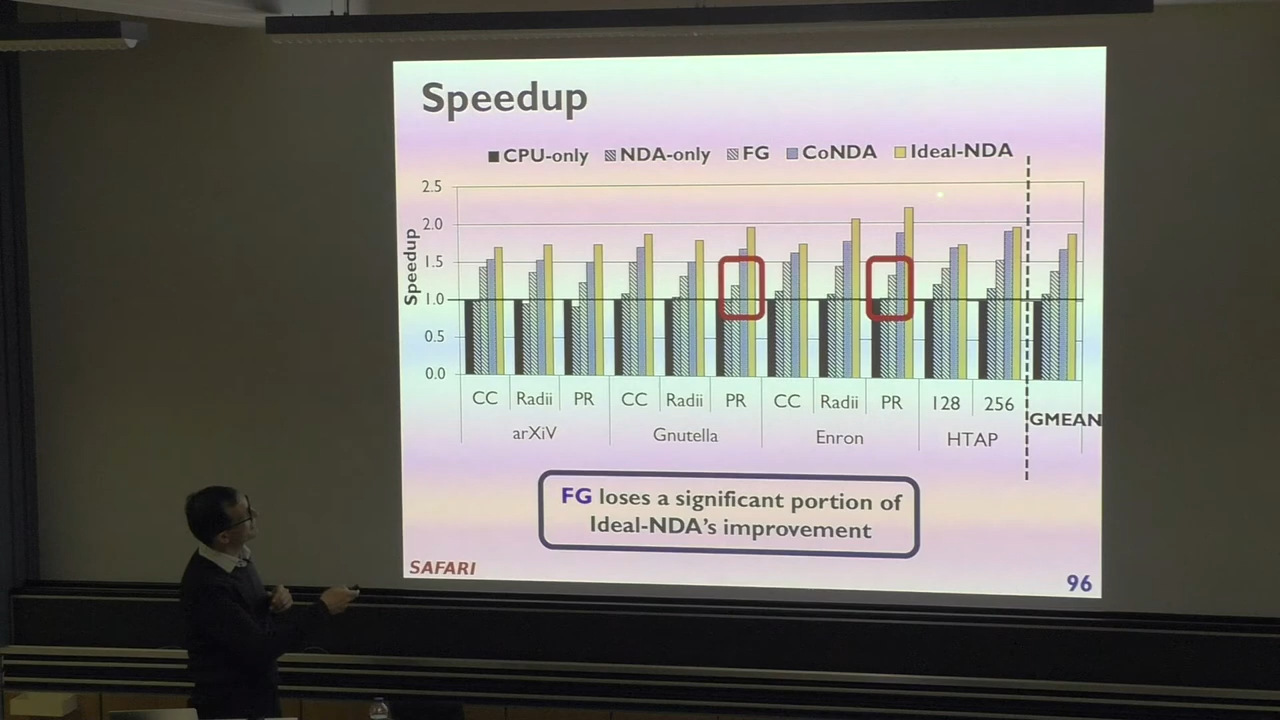 Speedup
CPU-only NDA-only FG CoNDA Ideal-NDA
Speedup
2.5
2.0
1.5
1.0
0.5
0.0
CC Radii PR CC Radii PR CC Radii PR 128 256
GMEAN
arXiV Gnutella Enron HTAP
FG loses a significant portion of
Ideal-NDA's improvement
SAFARI
96